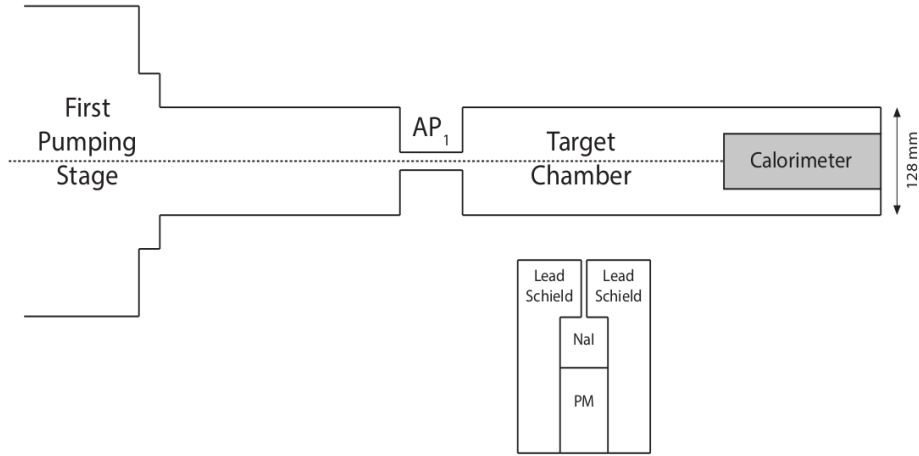 First
Pumping
Stage
AP1
Target
Chamber
Calorimeter
128 mm
Lead
Schield
Lead
Schield
NaI
PM